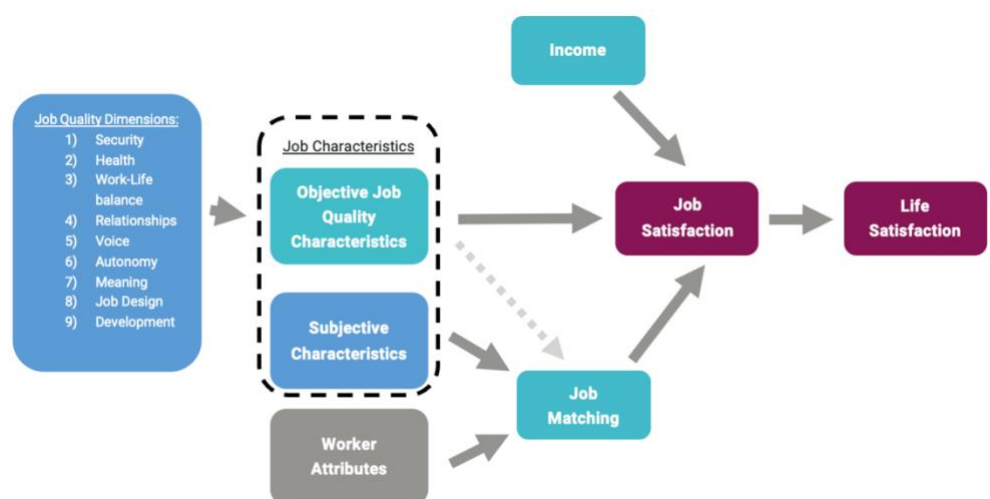 Income
Job Quality Dimensions:
1) Security
2) Health
3) Work-Life
balance
4) Relationships
5) Voice
6) Autonomy
7) Meaning
8) Job Design
9) Development
Job Characteristics
Objective Job
Quality
Characteristics
Subjective
Characteristics
Worker
Attributes
Job
Matching
Job
Satisfaction
Life
Satisfaction